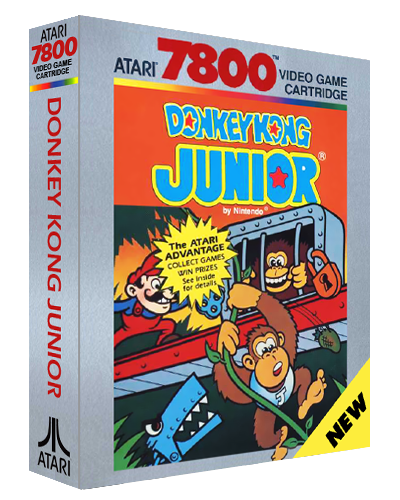 ATARI
7800
VIDEO GAME
CARTRIDGE
DONKEY KONG JUNIOR
ATARI
ATARI 7800™ VIDEO GAME
CARTRIDGE
DONKEY KONG
JUNIOR®
by Nintendo®
The ATARI
ADVANTAGE
COLLECT GAMES
WIN PRIZES
See inside
for details
J
NEW